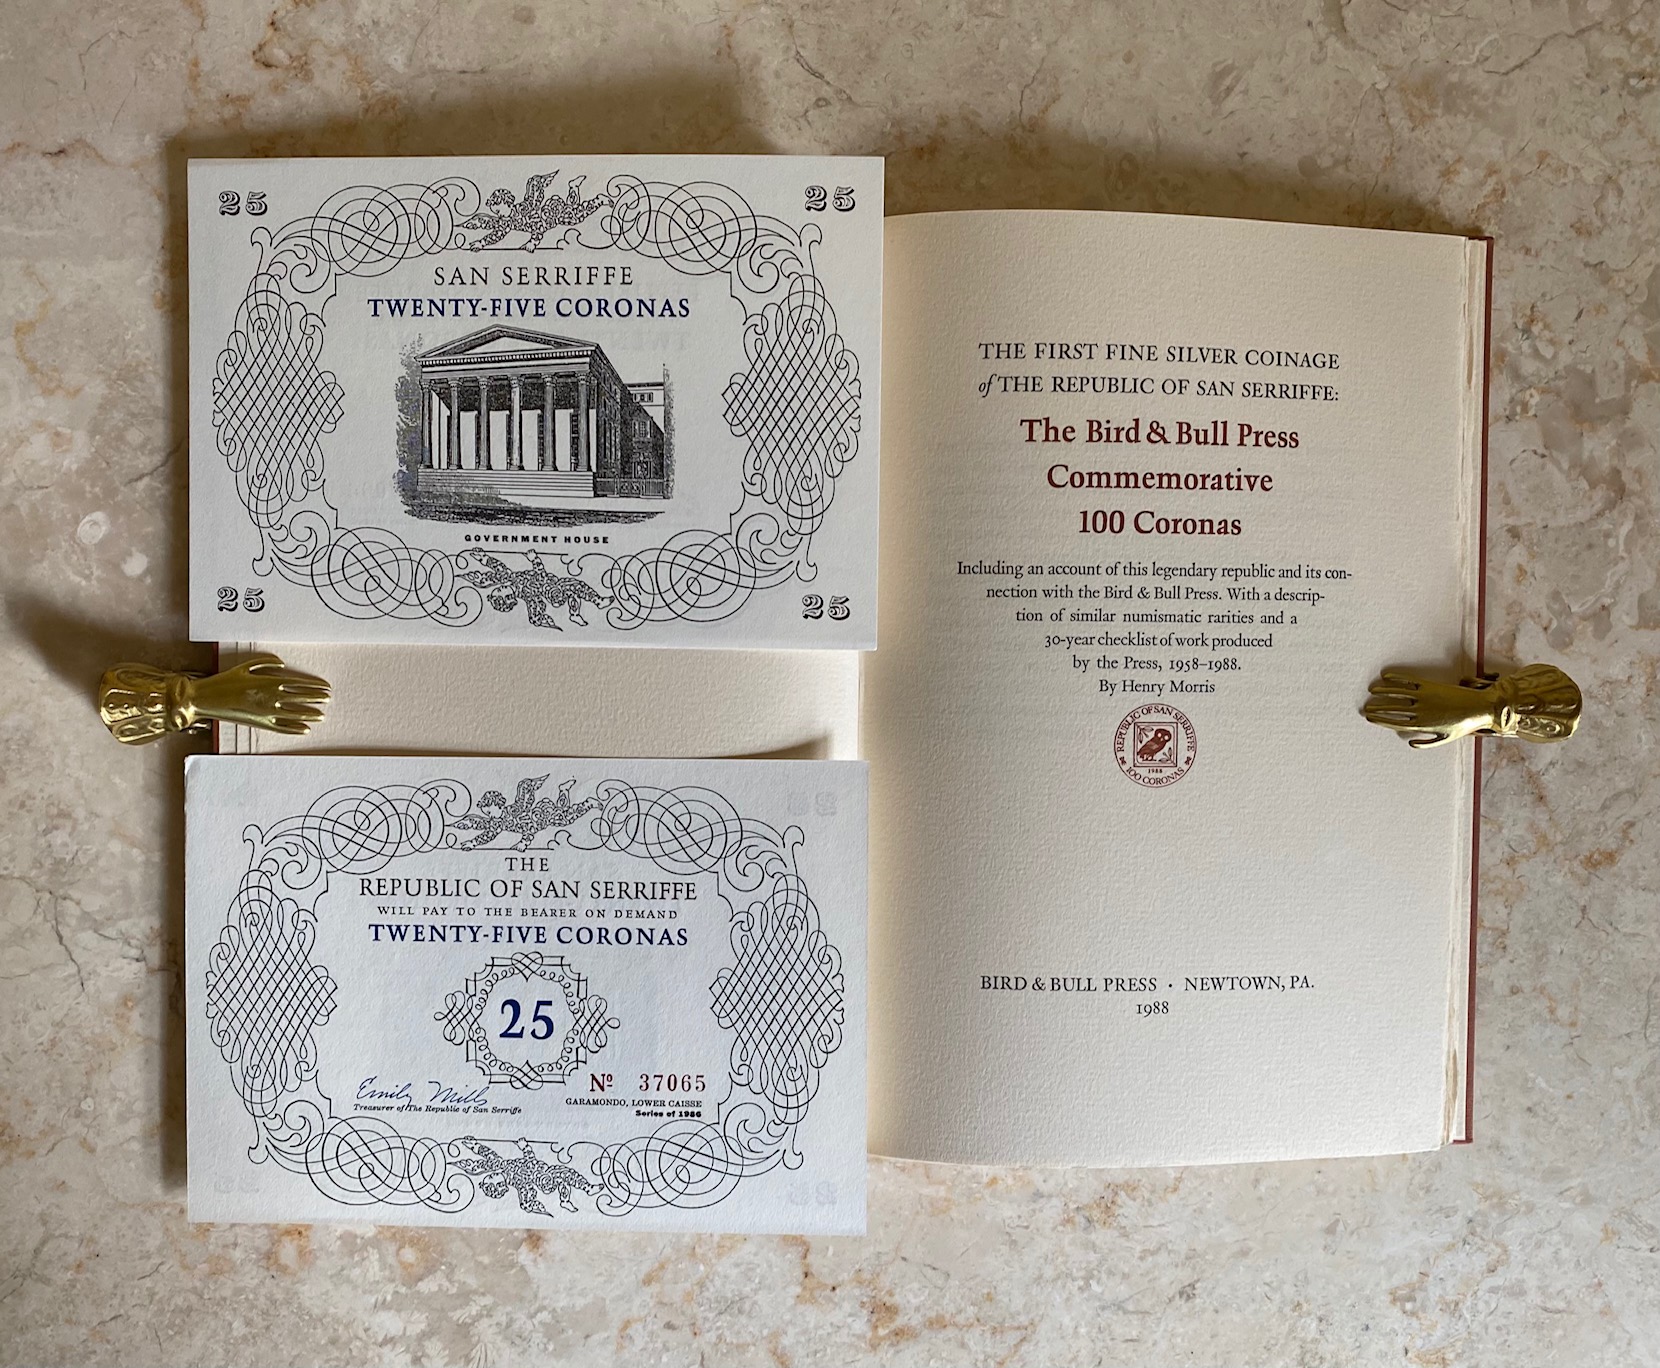 25 25
SAN SERRIFFE
TWENTY-FIVE CORONAS
GOVERNMENT HOUSE
25 25
THE
REPUBLIC OF SAN SERRIFFE
WILL PAY TO THE BEARER ON DEMAND
TWENTY-FIVE CORONAS
25
Emily Mills
Treasurer of The Republic of San Serriffe
Nº 37065
GARAMONDO, LOWER CAISSE
Series of 1986
THE FIRST FINE SILVER COINAGE
of THE REPUBLIC OF SAN SERRIFFE:
The Bird & Bull Press
Commemorative
100 Coronas
Including an account of this legendary republic and its con-
nection with the Bird & Bull Press. With a descrip-
tion of similar numismatic rarities and a
30-year checklist of work produced
by the Press, 1958–1988.
By Henry Morris
REPUBLIC OF SAN SERRIFFE
1988
100 CORONAS
BIRD & BULL PRESS · NEWTOWN, PA.
1988